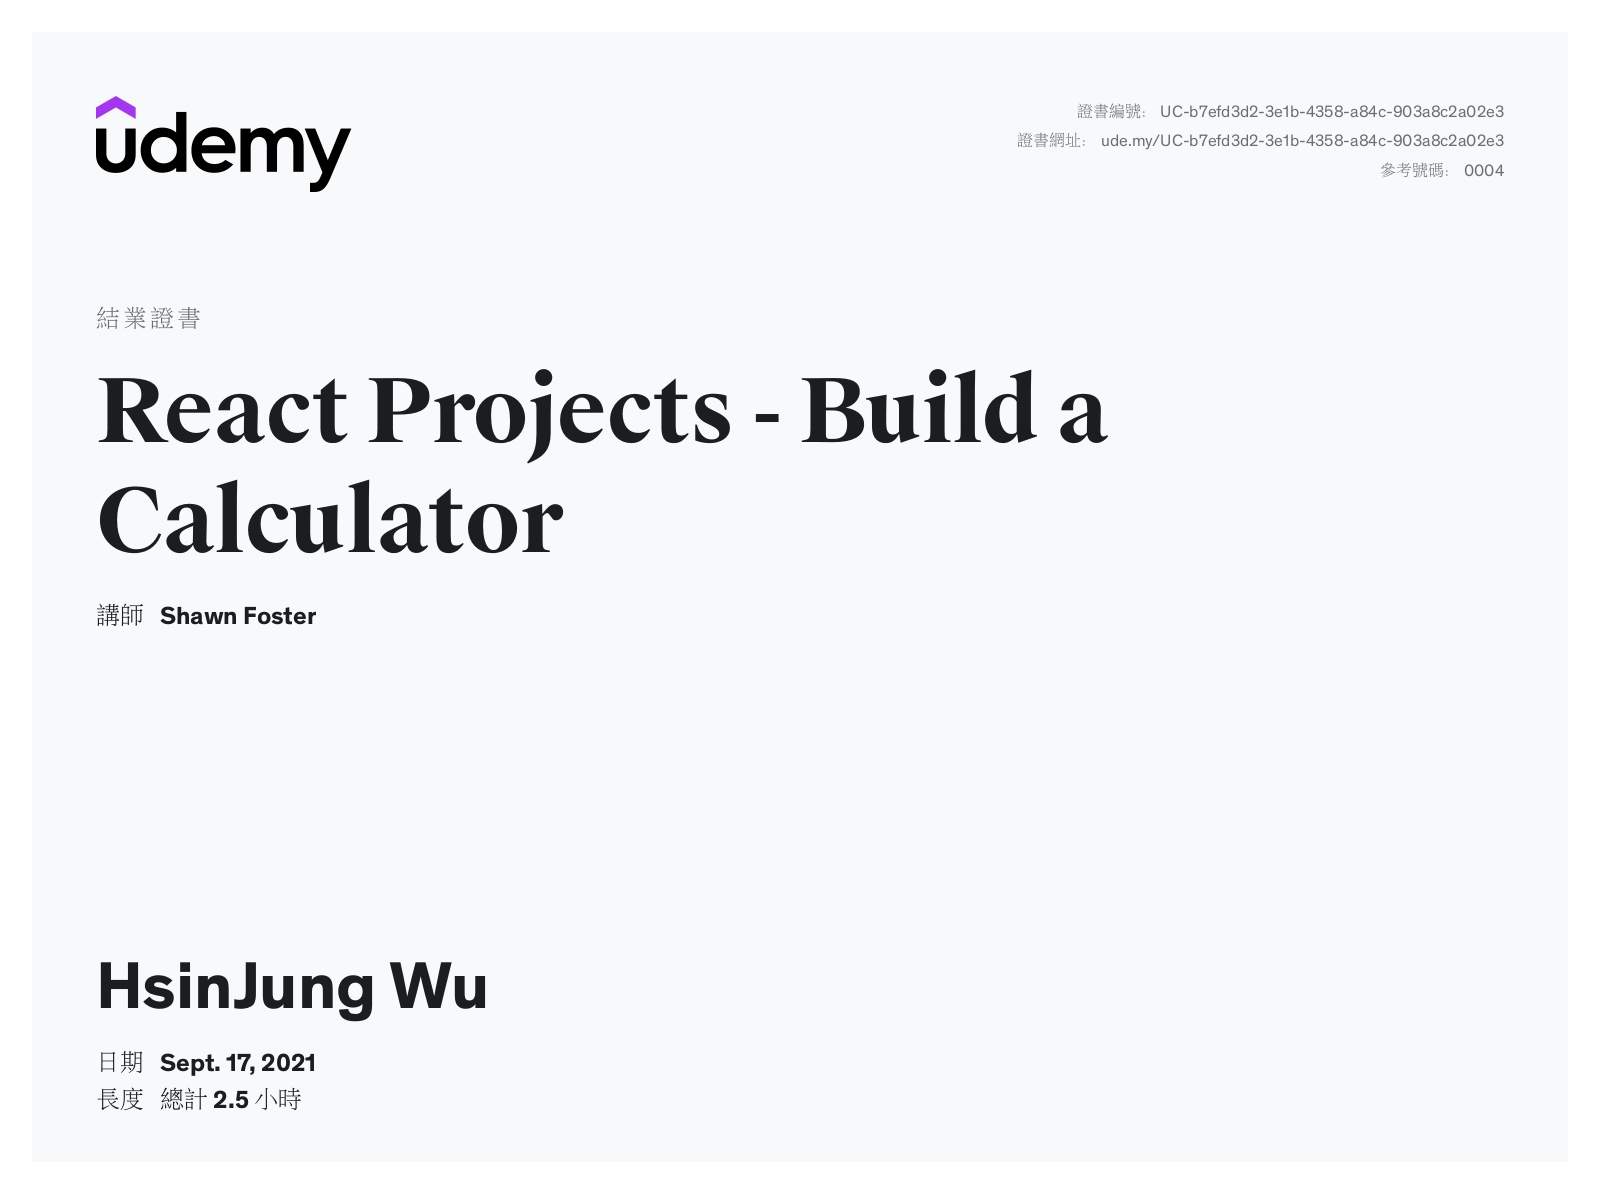 udemy
證書編號: UC-b7efd3d2-3e1b-4358-a84c-903a8c2a02e3
證書網址: ude.my/UC-b7efd3d2-3e1b-4358-a84c-903a8c2a02e3
參考號碼: 0004
結業證書
React Projects - Build a
Calculator
講師 Shawn Foster
HsinJung Wu
日期 Sept. 17, 2021
長度 總計 2.5 小時